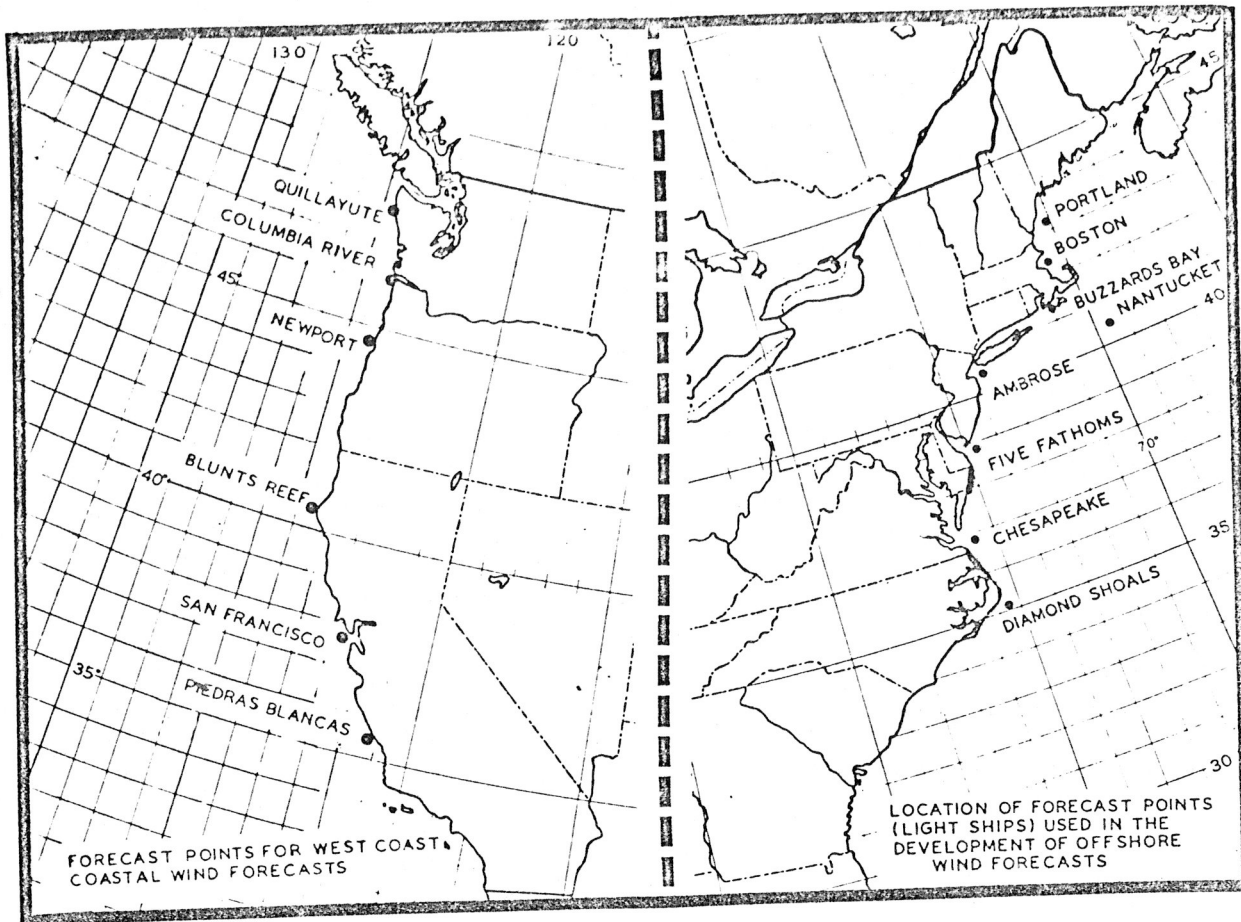 130
120
QUILLAYUTE
COLUMBIA RIVER
45°
NEWPORT
BLUNTS REEF
40°
SAN FRANCISCO
35°
PIEDRAS BLANCAS
FORECAST POINTS FOR WEST COAST
COASTAL WIND FORECASTS
45
PORTLAND
BOSTON
BUZZARDS BAY
NANTUCKET
40
AMBROSE
FIVE FATHOMS
70°
CHESAPEAKE
35
DIAMOND SHOALS
30
LOCATION OF FORECAST POINTS
(LIGHT SHIPS) USED IN THE
DEVELOPMENT OF OFFSHORE
WIND FORECASTS